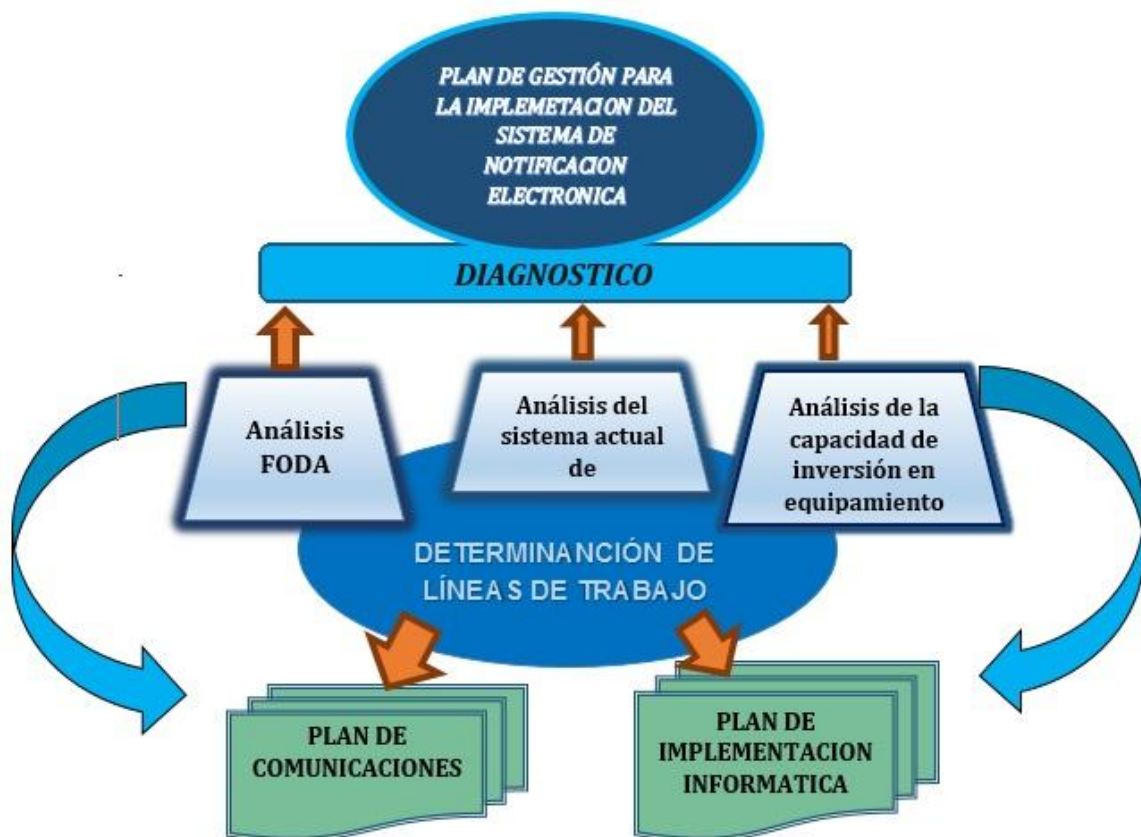 PLAN DE GESTIÓN PARA
LA IMPLEMETACION DEL
SISTEMA DE
NOTIFICACION
ELECTRONICA
DIAGNOSTICO
Análisis
FODA
Análisis del
sistema actual
de
Análisis de la
capacidad de
inversión en
equipamiento
DETERMINANCIÓN DE
LÍNEAS DE TRABAJO
PLAN DE
COMUNICACIONES
PLAN DE
IMPLEMENTACION
INFORMATICA